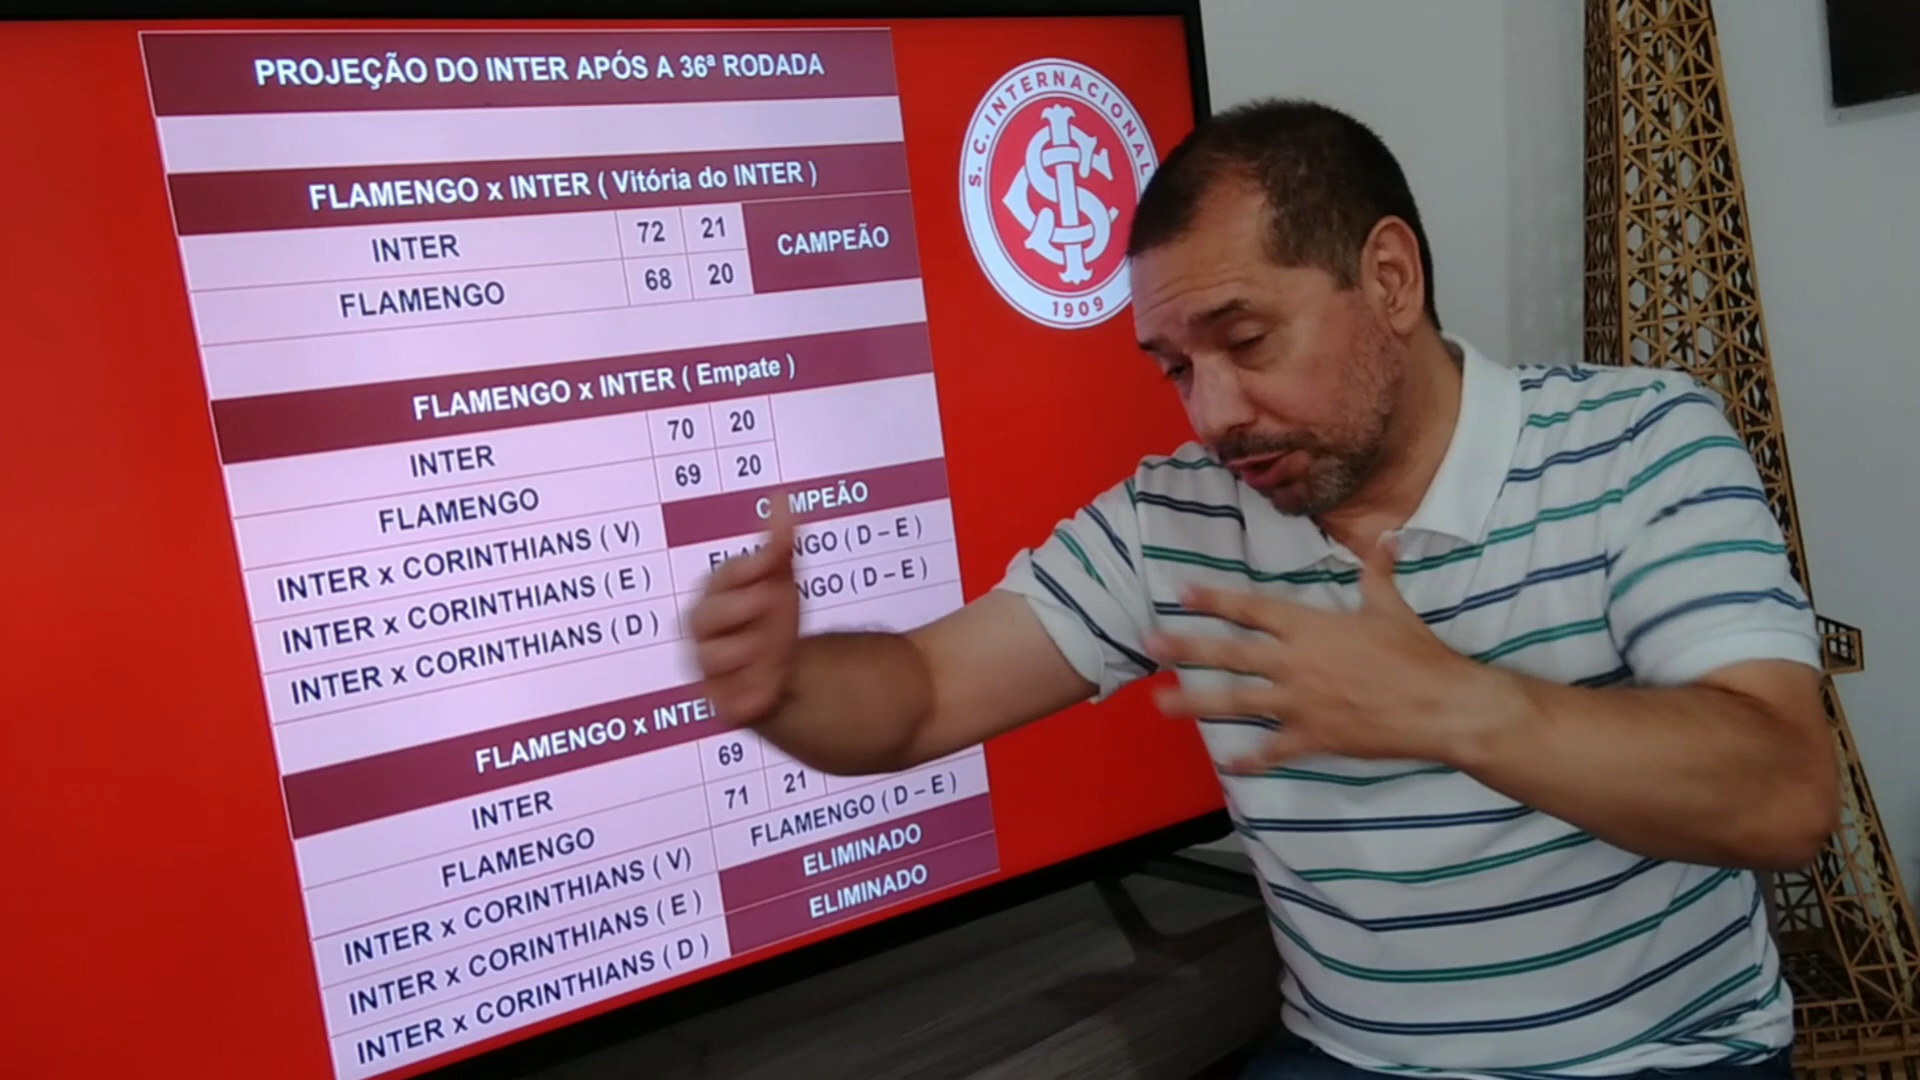 PROJEÇÃO DO INTER APÓS A 36ª RODADA
FLAMENGO x INTER ( Vitória do INTER )
INTER 72 21 CAMPEÃO
FLAMENGO 68 20
FLAMENGO x INTER ( Empate )
INTER 70 20
FLAMENGO 69 20
INTER x CORINTHIANS ( V) CAMPEÃO
INTER x CORINTHIANS ( E ) FLAMENGO ( D – E )
INTER x CORINTHIANS ( D ) ( D – E )
FLAMENGO x INTER
INTER 69
FLAMENGO 71 21
INTER x CORINTHIANS ( V) FLAMENGO ( D – E )
INTER x CORINTHIANS ( E ) ELIMINADO
INTER x CORINTHIANS ( D ) ELIMINADO
S. C. INTERNACIONAL
1909